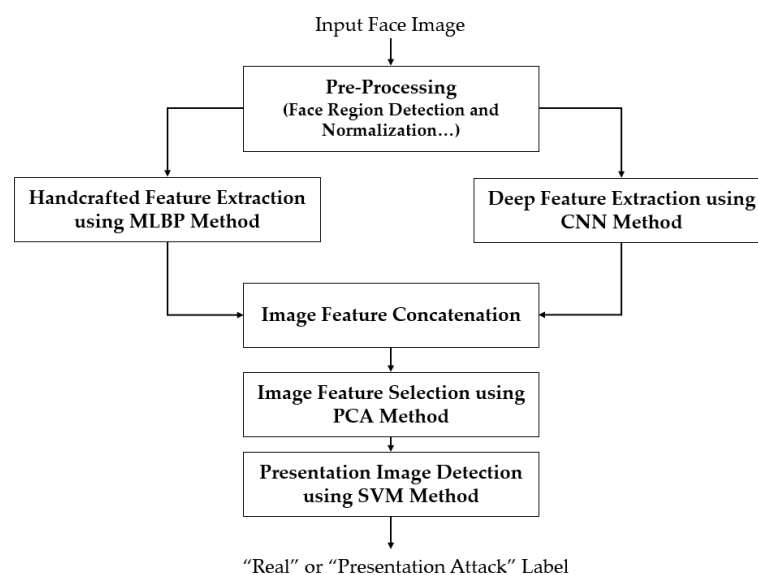 Input Face Image
Pre-Processing
(Face Region Detection and
Normalization…)
Handcrafted Feature Extraction
using MLBP Method
Deep Feature Extraction using
CNN Method
Image Feature Concatenation
Image Feature Selection using
PCA Method
Presentation Image Detection
using SVM Method
“Real” or “Presentation Attack” Label